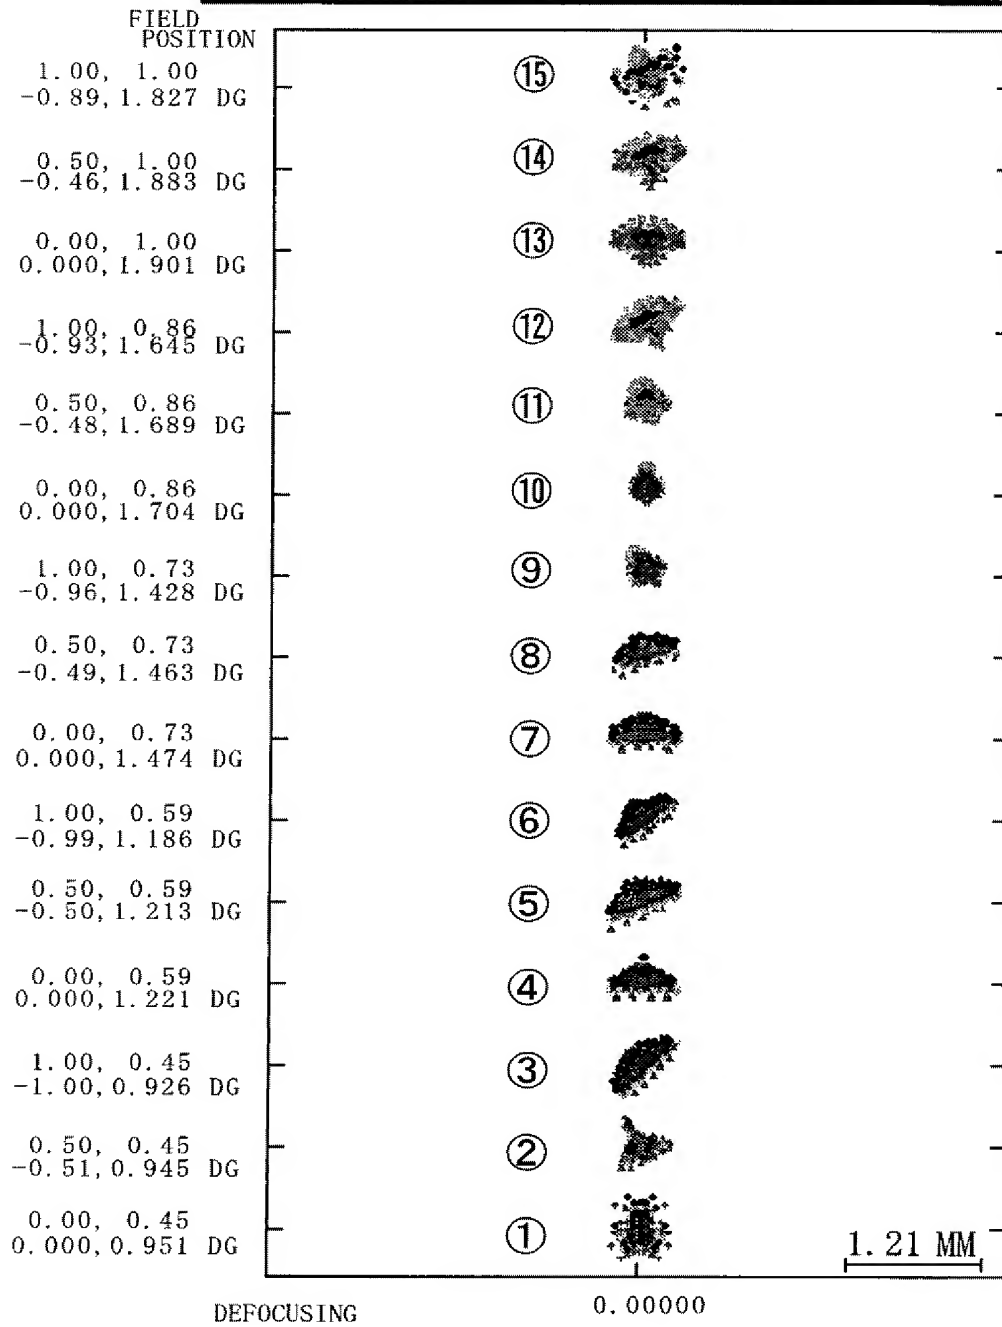 FIELD
POSITION
1.00, 1.00
-0.89, 1.827 DG
⑮
0.50, 1.00
-0.46, 1.883 DG
⑭
0.00, 1.00
0.000, 1.901 DG
⑬
1.00, 0.86
-0.93, 1.645 DG
⑫
0.50, 0.86
-0.48, 1.689 DG
⑪
0.00, 0.86
0.000, 1.704 DG
⑩
1.00, 0.73
-0.96, 1.428 DG
⑨
0.50, 0.73
-0.49, 1.463 DG
⑧
0.00, 0.73
0.000, 1.474 DG
⑦
1.00, 0.59
-0.99, 1.186 DG
⑥
0.50, 0.59
-0.50, 1.213 DG
⑤
0.00, 0.59
0.000, 1.221 DG
④
1.00, 0.45
-1.00, 0.926 DG
③
0.50, 0.45
-0.51, 0.945 DG
②
0.00, 0.45
0.000, 0.951 DG
①
1.21 MM
DEFOCUSING 0.00000